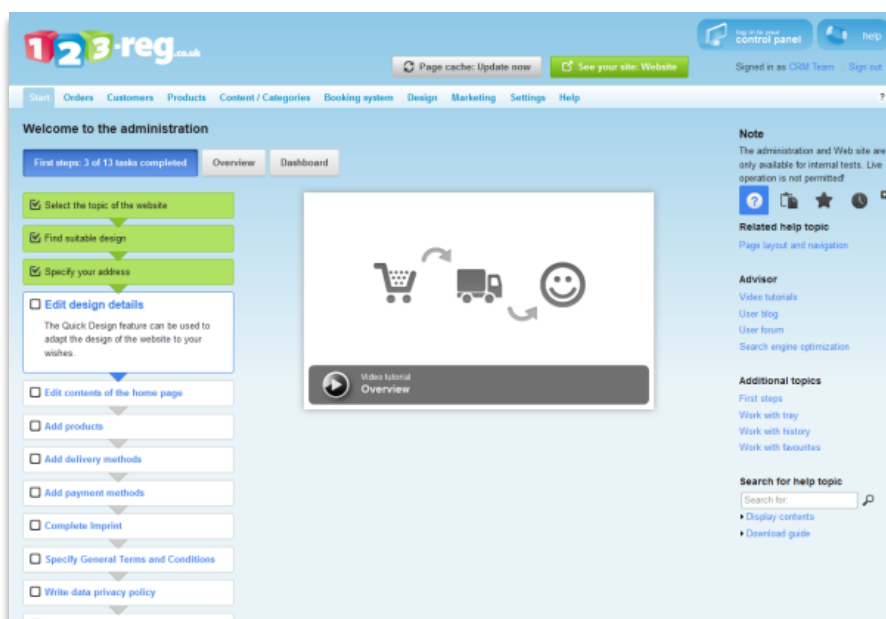 123-reg.co.uk
log in to your
control panel
help
Page cache: Update now
See your site: Website
Signed in as CRM Team
Sign out
Start Orders Customers Products Content / Categories Booking system Design Marketing Settings Help ?
Welcome to the administration
First steps: 3 of 13 tasks completed
Overview
Dashboard
Select the topic of the website
Find suitable design
Specify your address
Edit design details
The Quick Design feature can be used to
adapt the design of the website to your
wishes.
Edit contents of the home page
Add products
Add delivery methods
Add payment methods
Complete Imprint
Specify General Terms and Conditions
Write data privacy policy
Video tutorial
Overview
Note
The administration and Web site are
only available for internal tests. Live
operation is not permitted!
?
Related help topic
Page layout and navigation
Advisor
Video tutorials
User blog
User forum
Search engine optimization
Additional topics
First steps
Work with tray
Work with history
Work with favourites
Search for help topic
Search for:
Display contents
Download guide